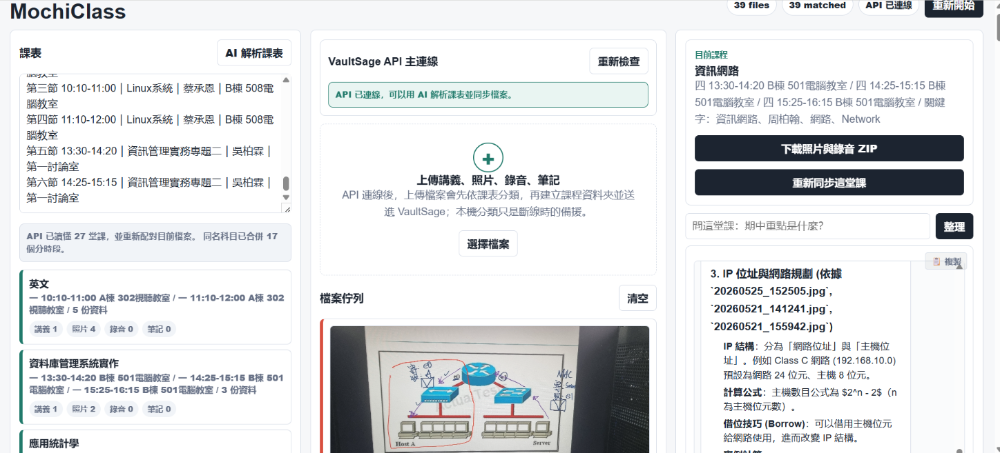 MochiClass
39 files
39 matched
API 已連線
重新開始
課表
AI 解析課表
腦教室
第三節 10:10-11:00 | Linux系統 | 蔡承恩 | B棟 508電
腦教室
第四節 11:10-12:00 | Linux系統 | 蔡承恩 | B棟 508電
腦教室
第五節 13:30-14:20 | 資訊管理實務專題二 | 吳柏霖 |
第一討論室
第六節 14:25-15:15 | 資訊管理實務專題二 | 吳柏霖 |
第一討論室
API 已讀懂 27 堂課，並重新配對目前檔案。 同名科目已合併 17
個分時段。
英文
一 10:10-11:00 A棟 302視聽教室 / 一 11:10-12:00 A棟 302
視聽教室 / 5 份資料
講義 1
照片 4
錄音 0
筆記 0
資料庫管理系統實作
一 13:30-14:20 B棟 501電腦教室 / 一 14:25-15:15 B棟 501
電腦教室 / 一 15:25-16:15 B棟 501電腦教室 / 3 份資料
講義 1
照片 2
錄音 0
筆記 0
應用統計學
VaultSage API 主連線
重新檢查
API 已連線，可以用 AI 解析課表並同步檔案。
上傳講義、照片、錄音、筆記
API 連線後，上傳檔案會先依課表分類，再建立課程資料夾並送
進 VaultSage；本機分類只是斷線時的備援。
選擇檔案
檔案佇列
清空
MAC
Actual Tes
Host A
Server
目前課程
資訊網路
四 13:30-14:20 B棟 501電腦教室 / 四 14:25-15:15 B棟
501電腦教室 / 四 15:25-16:15 B棟 501電腦教室 / 關鍵
字：資訊網路、周柏翰、網路、Network
下載照片與錄音 ZIP
重新同步這堂課
問這堂課：期中重點是什麼？
整理
複製
3. IP 位址與網路規劃 (依據
`20260525_152505.jpg`,
`20260521_141241.jpg`,
`20260521_155942.jpg`)
IP 結構：分為「網路位址」與「主機位
址」。例如 Class C 網路 (192.168.10.0)
預設為網路 24 位元、主機 8 位元。
計算公式：主機數目公式為 $2^n - 2$（n
為主機位元數）。
借位技巧 (Borrow)：可以借用主機位元
給網路使用，進而改變 IP 結構。